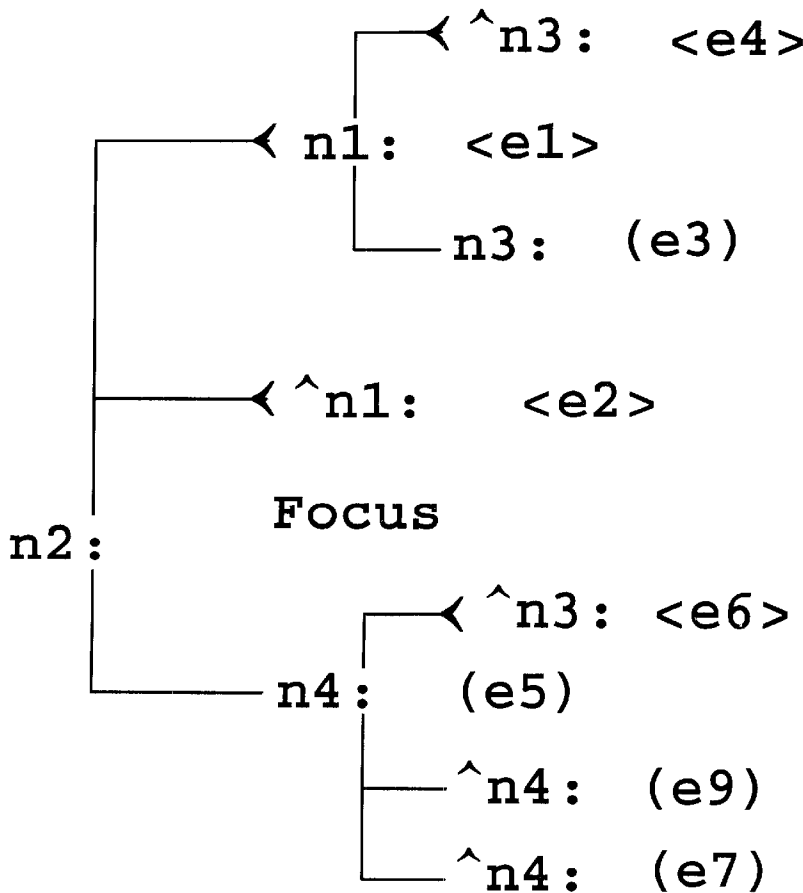 ^n3: <e4>
n1: <e1>
n3: (e3)
^n1: <e2>
Focus
n2:
^n3: <e6>
n4: (e5)
^n4: (e9)
^n4: (e7)